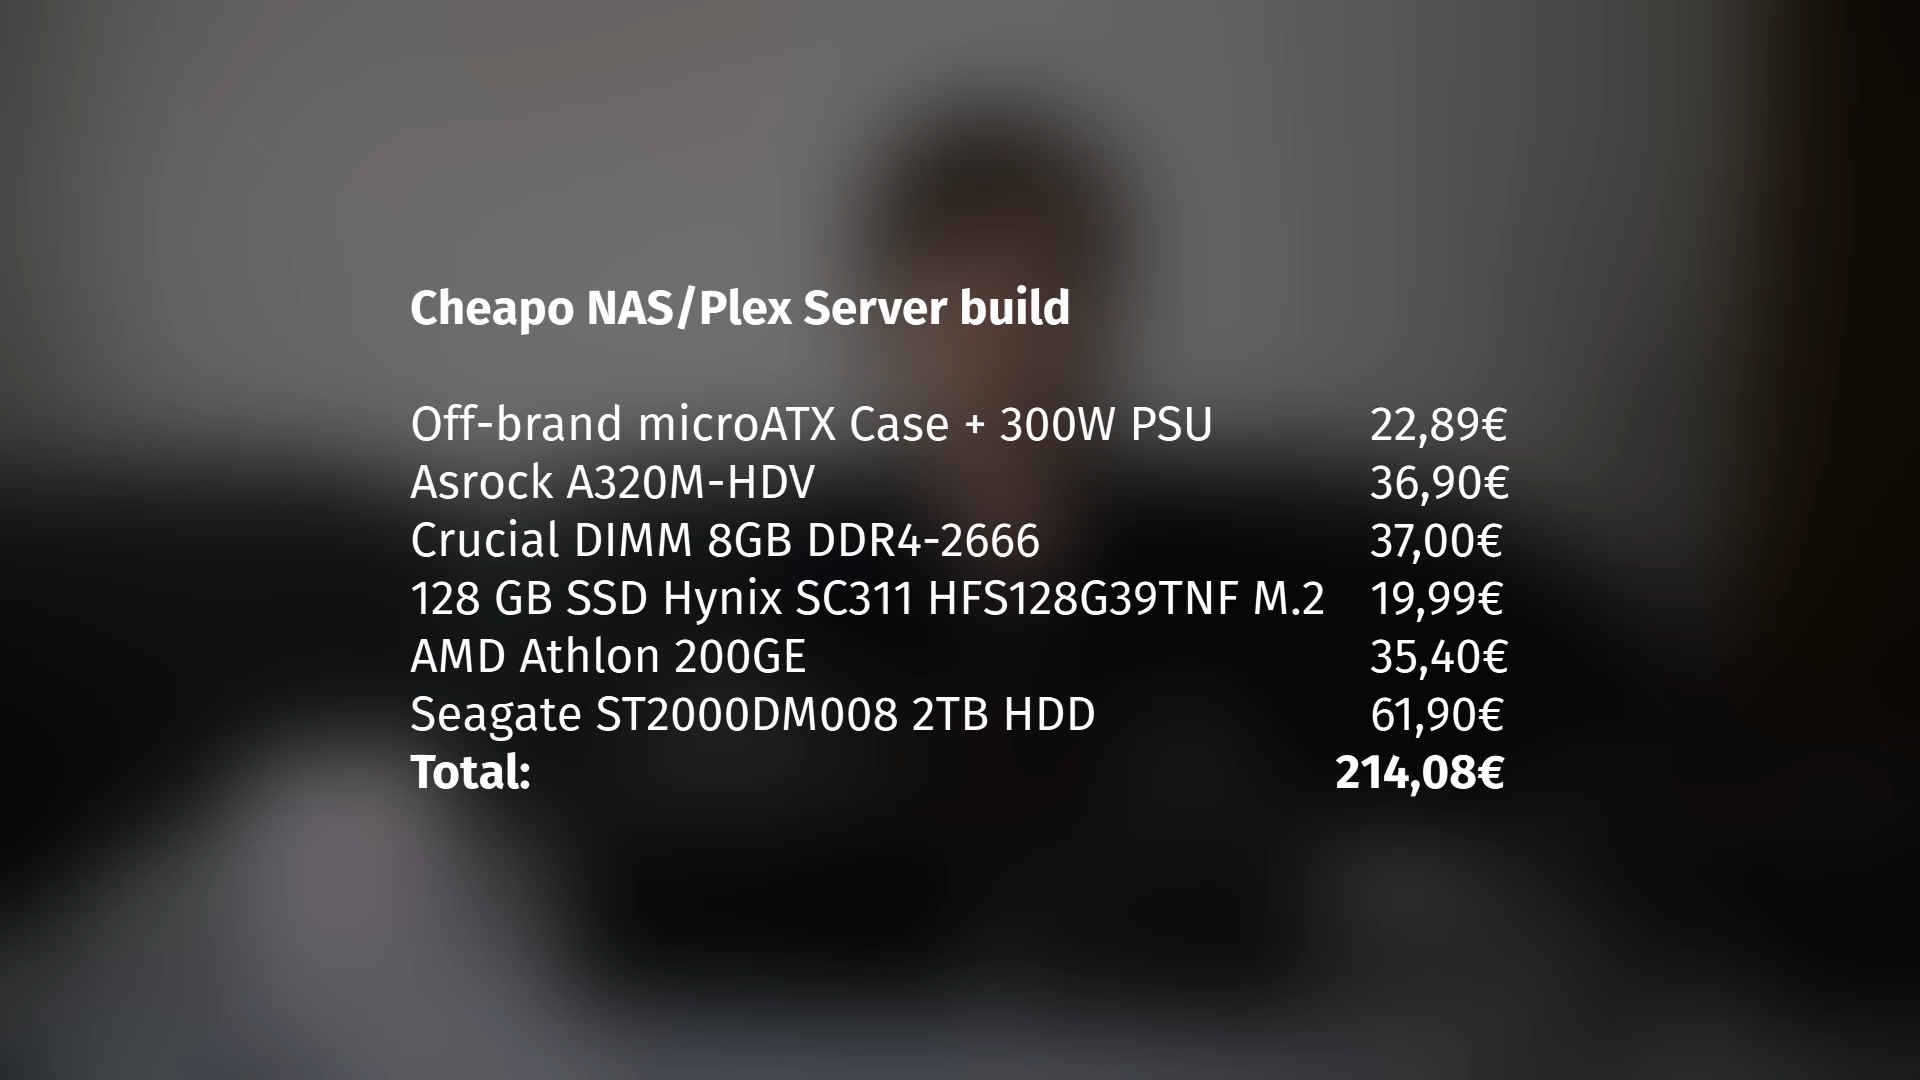 Cheapo NAS/Plex Server build
Off-brand microATX Case + 300W PSU 22,89€
Asrock A320M-HDV 36,90€
Crucial DIMM 8GB DDR4-2666 37,00€
128 GB SSD Hynix SC311 HFS128G39TNF M.2 19,99€
AMD Athlon 200GE 35,40€
Seagate ST2000DM008 2TB HDD 61,90€
Total: 214,08€